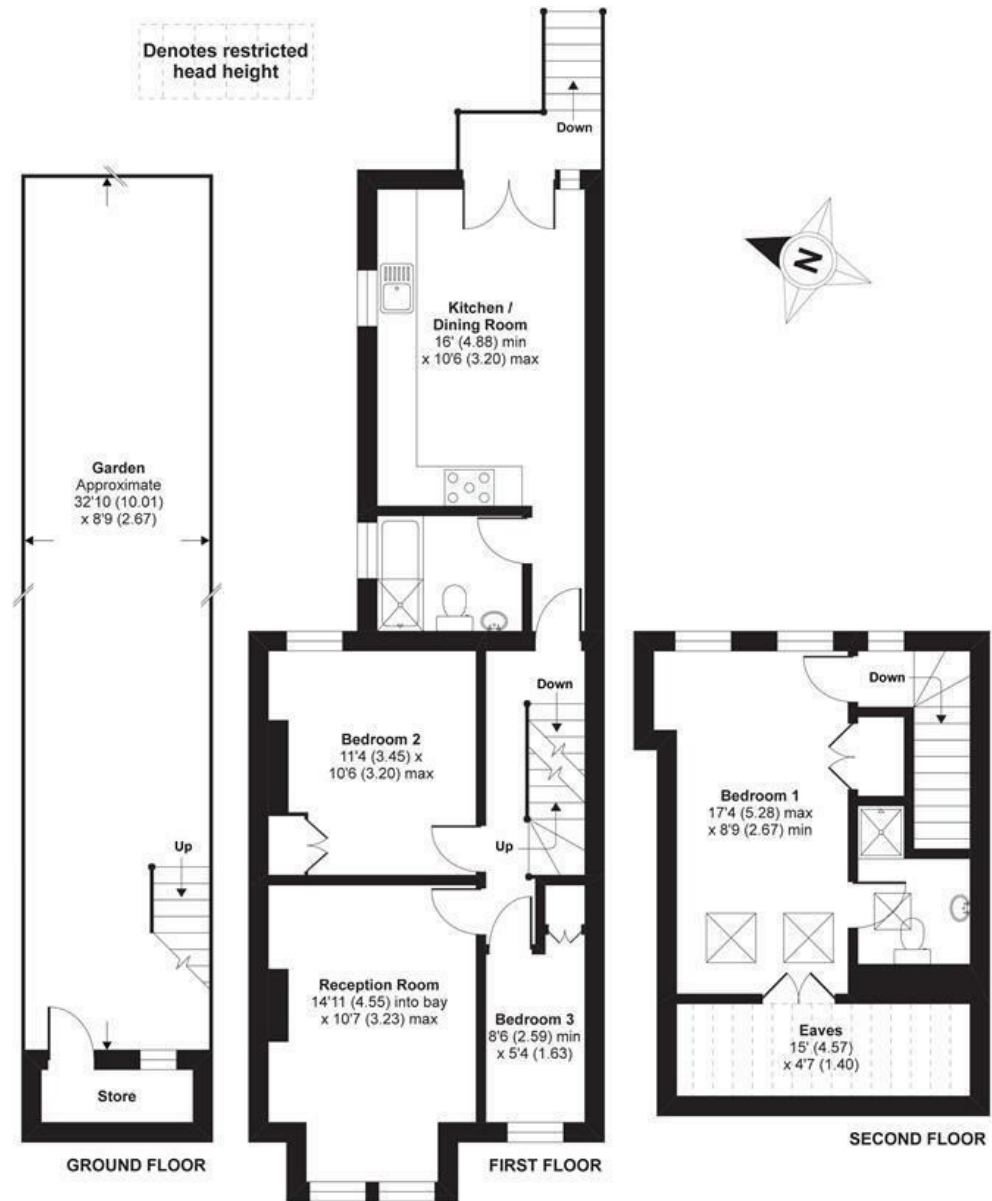 Denotes restricted
head height
Down
N
Kitchen /
Dining Room
16' (4.88) min
x 10'6 (3.20) max
Garden
Approximate
32'10 (10.01)
x 8'9 (2.67)
Up
Store
GROUND FLOOR
Bedroom 2
11'4 (3.45) x
10'6 (3.20) max
Down
Up
Reception Room
14'11 (4.55) into bay
x 10'7 (3.23) max
Bedroom 3
8'6 (2.59) min
x 5'4 (1.63)
FIRST FLOOR
Down
Bedroom 1
17'4 (5.28) max
x 8'9 (2.67) min
Eaves
15' (4.57)
x 4'7 (1.40)
SECOND FLOOR